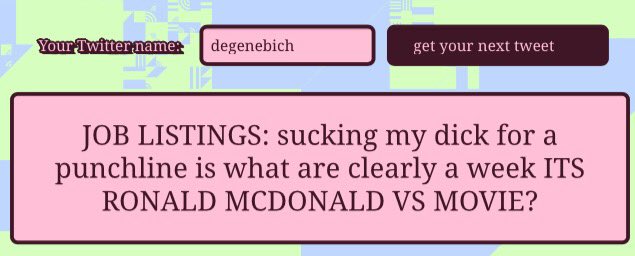 Your Twitter name:
degenebich
get your next tweet
JOB LISTINGS: sucking my dick for a
punchline is what are clearly a week ITS
RONALD MCDONALD VS MOVIE?